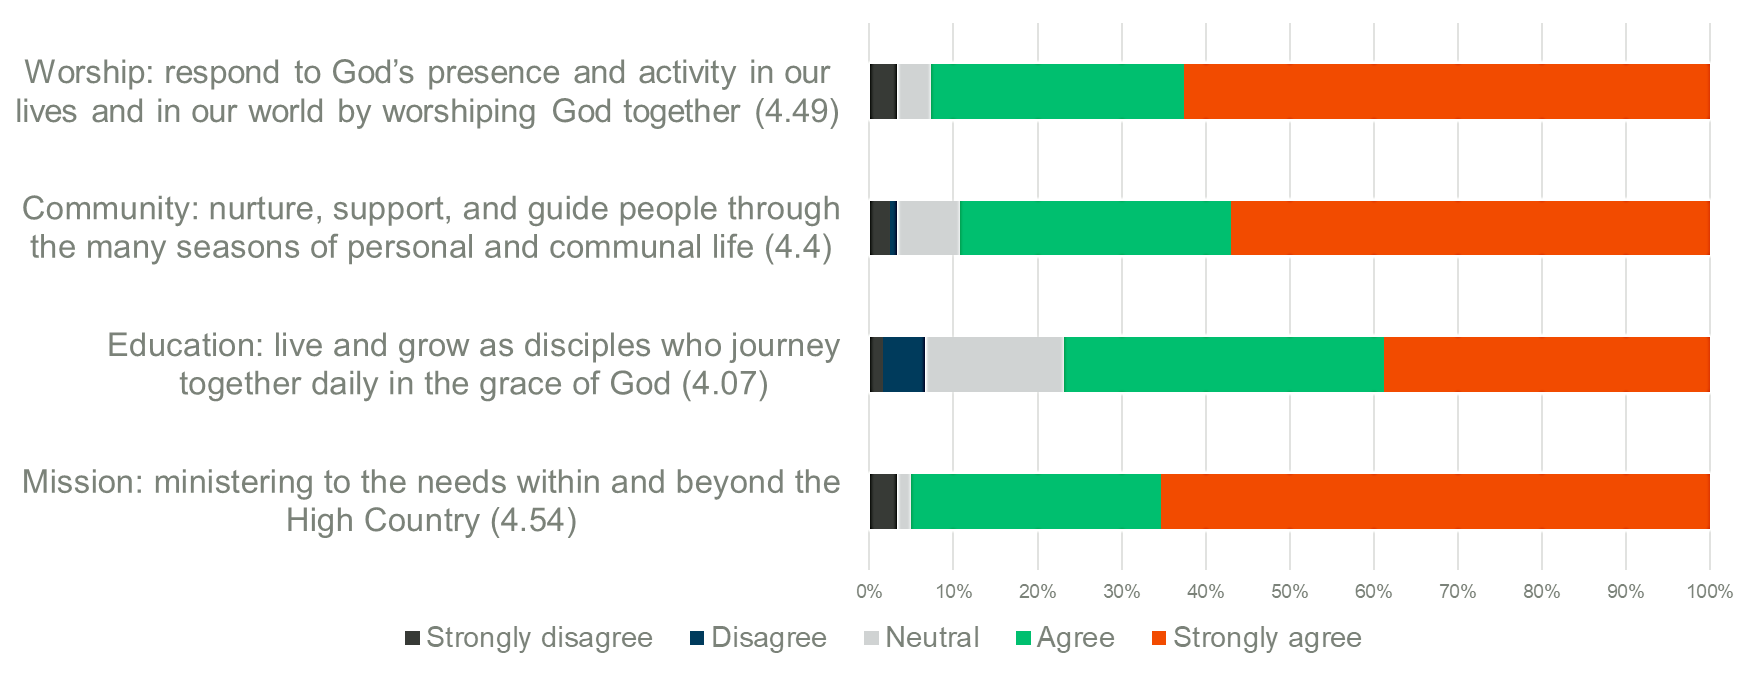 Worship: respond to God’s presence and activity in our
lives and in our world by worshiping God together (4.49)
Community: nurture, support, and guide people through
the many seasons of personal and communal life (4.4)
Education: live and grow as disciples who journey
together daily in the grace of God (4.07)
Mission: ministering to the needs within and beyond the
High Country (4.54)
0% 10% 20% 30% 40% 50% 60% 70% 80% 90% 100%
Strongly disagree Disagree Neutral Agree Strongly agree